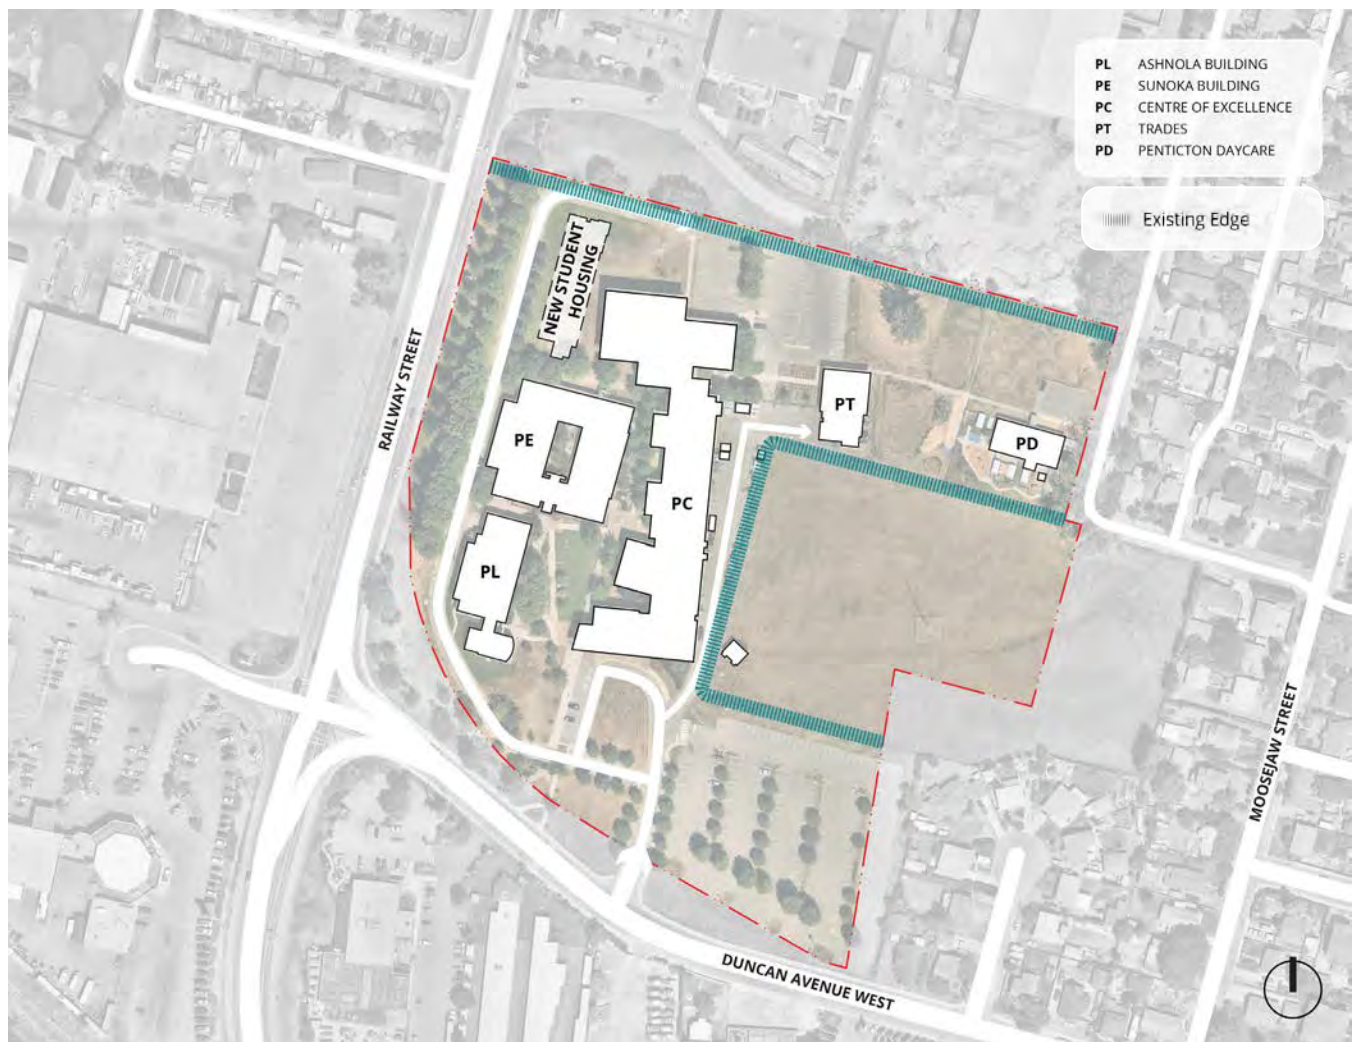 PL ASHNOLA BUILDING
PE SUNOKA BUILDING
PC CENTRE OF EXCELLENCE
PT TRADES
PD PENTICTON DAYCARE
Existing Edge
NEW STUDENT
HOUSING
RAILWAY STREET
PT
PE
PD
PC
PL
MOOSEJAW STREET
DUNCAN AVENUE WEST